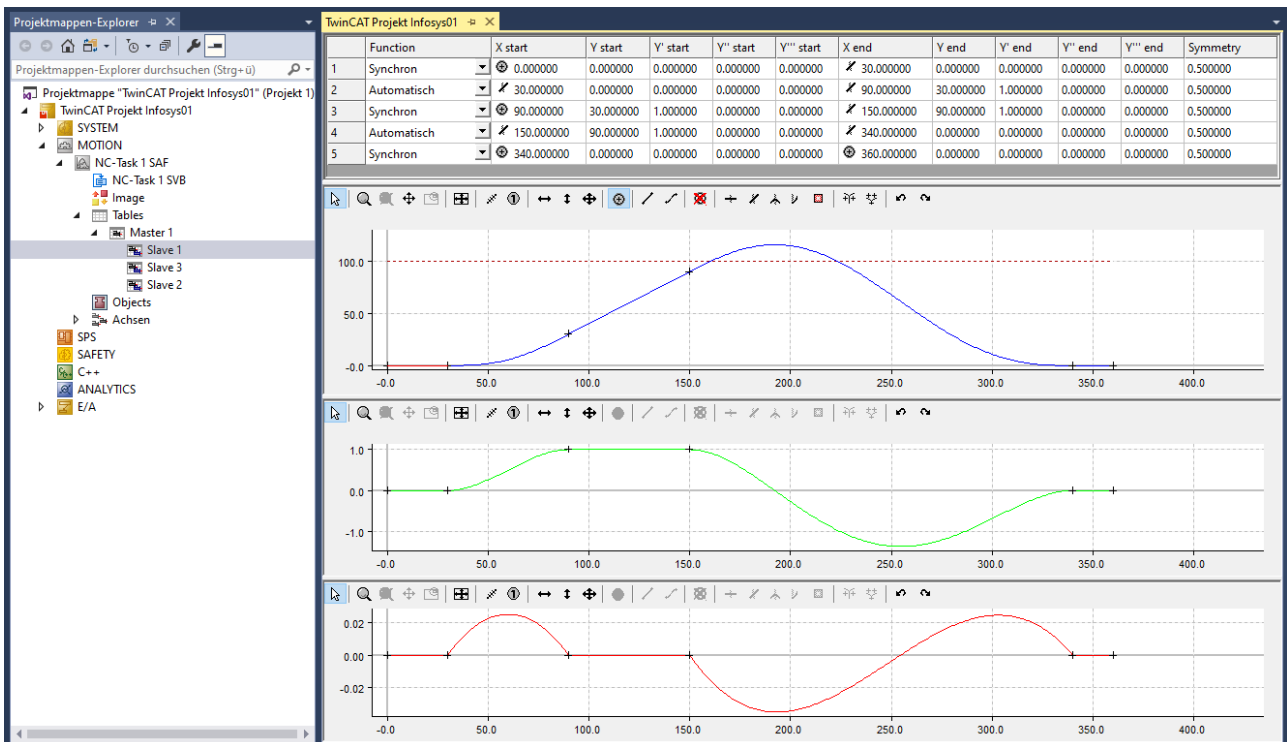 Projektmappen-Explorer
Projektmappen-Explorer durchsuchen (Strg+ü)
Projektmappe "TwinCAT Projekt Infosys01" (Projekt 1)
TwinCAT Projekt Infosys01
SYSTEM
MOTION
NC-Task 1 SAF
NC-Task 1 SVB
Image
Tables
Master 1
Slave 1
Slave 3
Slave 2
Objects
Achsen
SPS
SAFETY
C++
ANALYTICS
E/A
TwinCAT Projekt Infosys01
Function X start Y start Y' start Y'' start Y''' start X end Y end Y' end Y'' end Y''' end Symmetry
1 Synchron 0.000000 0.000000 0.000000 0.000000 0.000000 30.000000 0.000000 0.000000 0.000000 0.000000 0.500000
2 Automatisch 30.000000 0.000000 0.000000 0.000000 0.000000 90.000000 30.000000 1.000000 0.000000 0.000000 0.500000
3 Synchron 90.000000 30.000000 1.000000 0.000000 0.000000 150.000000 90.000000 1.000000 0.000000 0.000000 0.500000
4 Automatisch 150.000000 90.000000 1.000000 0.000000 0.000000 340.000000 0.000000 0.000000 0.000000 0.000000 0.500000
5 Synchron 340.000000 0.000000 0.000000 0.000000 0.000000 360.000000 0.000000 0.000000 0.000000 0.000000 0.500000
100.0
50.0
-0.0
-0.0 50.0 100.0 150.0 200.0 250.0 300.0 350.0 400.0
1.0
0.0
-1.0
-0.0 50.0 100.0 150.0 200.0 250.0 300.0 350.0 400.0
0.02
0.00
-0.02
-0.0 50.0 100.0 150.0 200.0 250.0 300.0 350.0 400.0